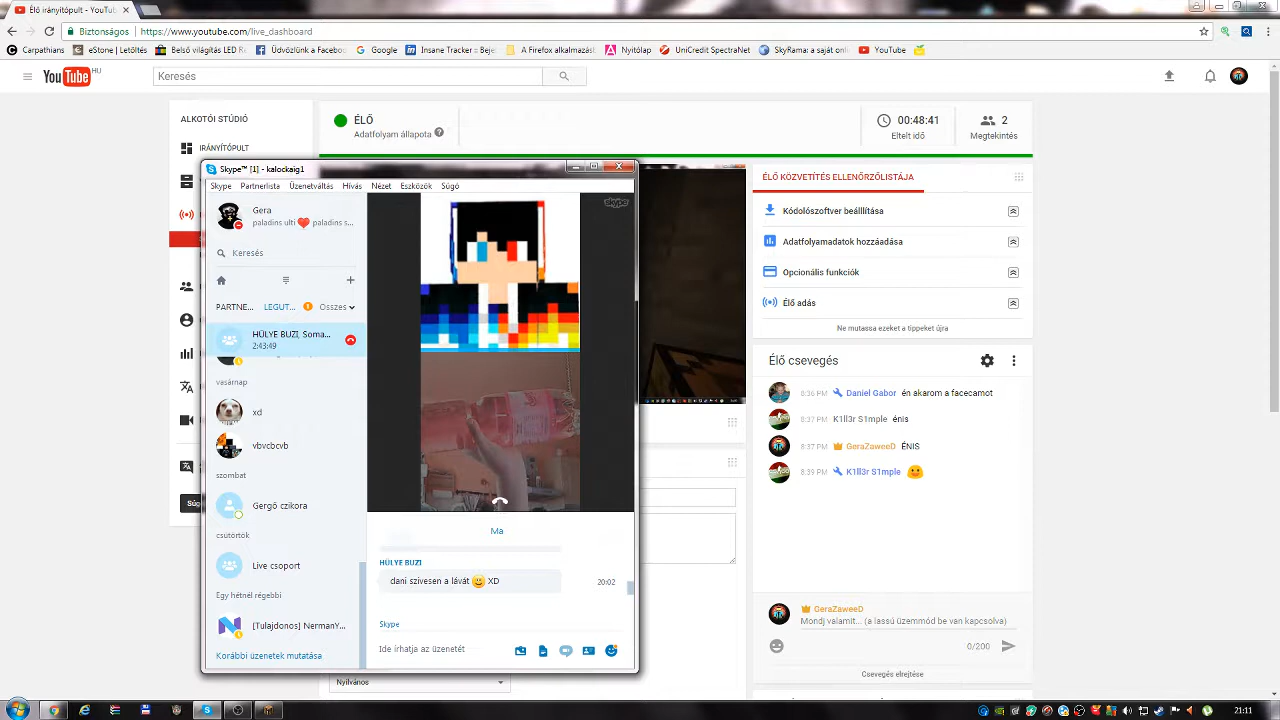 Élő irányítópult - YouTub
Biztonságos
https://www.youtube.com/live_dashboard
Carpathians
eStone | Letöltés
Belső világítás LED R
Üdvözlünk a Facebo
Google
Insane Tracker :: Beje
A Firefox alkalmazást
Nyitólap
UniCredit SpectraNet
SkyRama: a saját onl
YouTube
YouTube HU
Keresés
ALKOTÓI STÚDIÓ
IRÁNYÍTÓPULT
ÉLŐ
Adatfolyam állapota
00:48:41
Eltelt idő
2
Megtekintés
Skype™ [1] - kalockaig1
Skype Partnerlista Üzenetváltás Hívás Nézet Eszközök Súgó
Gera
paladins ulti ❤ paladins s...
Keresés
PARTNE... LEGUT... Összes
HÜLYE BUZI, Soma...
2:43:49
vasárnap
xd
vbvcbcvb
szombat
Gergő czikora
csütörtök
Live csoport
Egy hétnél régebbi
[Tulajdonos] NermanY...
Korábbi üzenetek mutatása
skype
Ma
HÜLYE BUZI
dani szívesen a lávát 😀 XD
20:02
Skype
Ide írhatja az üzenetét
Súg
Nyilvános
ÉLŐ KÖZVETÍTÉS ELLENŐRZŐLISTÁJA
Kódolószoftver beállítása
Adatfolyamadatok hozzáadása
Opcionális funkciók
Élő adás
Ne mutassa ezeket a tippeket újra
Élő csevegés
8:36 PM Daniel Gabor én akarom a facecamot
8:37 PM K1ll3r S1mple énis
8:37 PM GeraZaweeD ÉNIS
8:39 PM K1ll3r S1mple 🙂
GeraZaweeD
Mondj valamit... (a lassú üzemmód be van kapcsolva)
0/200
Csevegés elrejtése
21:11